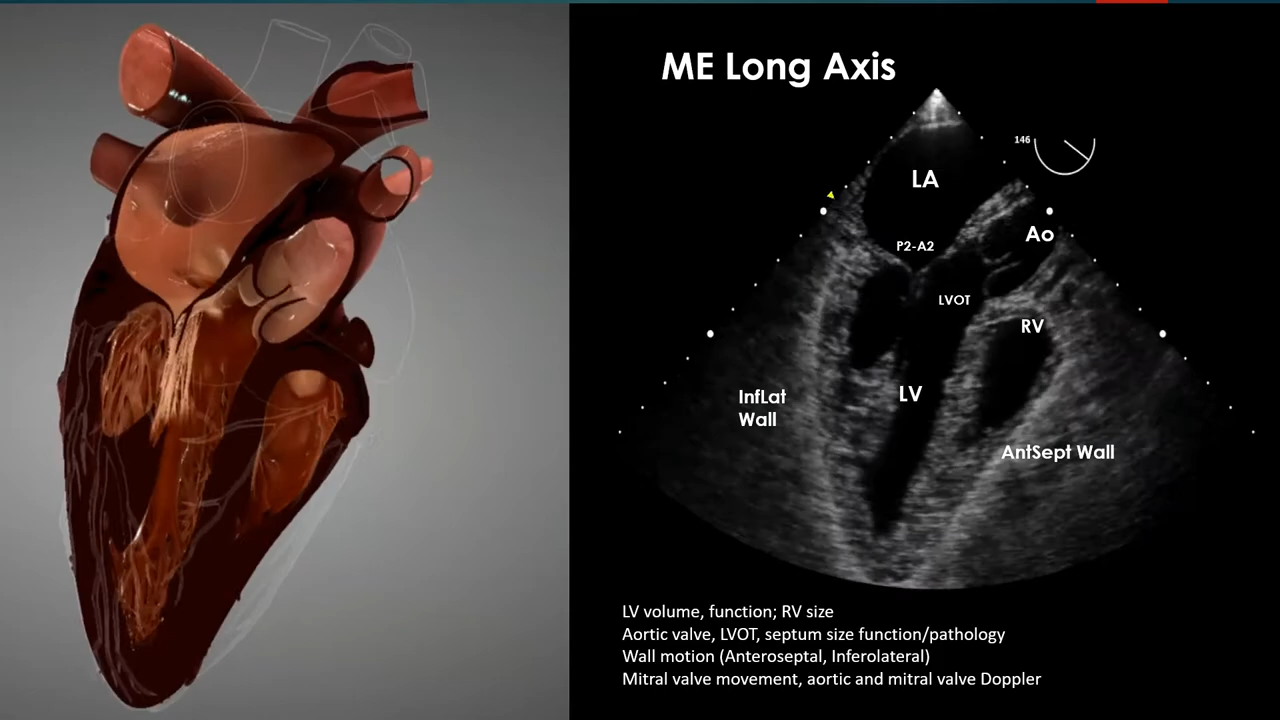 ME Long Axis
146
LA
Ao
P2-A2
LVOT
RV
LV
InfLat
Wall
AntSept Wall
LV volume, function; RV size
Aortic valve, LVOT, septum size function/pathology
Wall motion (Anteroseptal, Inferolateral)
Mitral valve movement, aortic and mitral valve Doppler